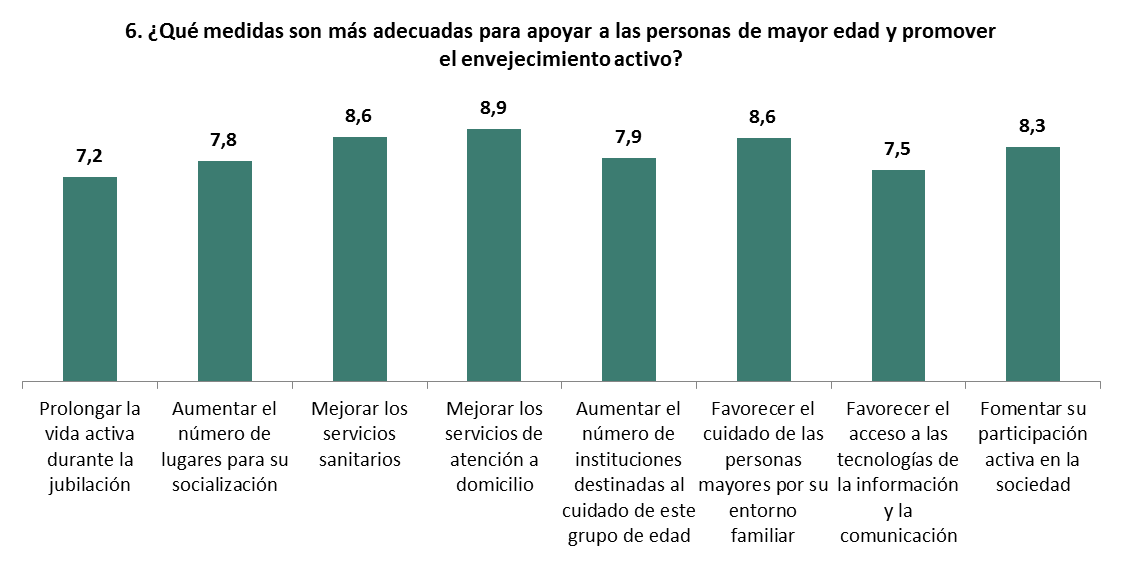 6. ¿Qué medidas son más adecuadas para apoyar a las personas de mayor edad y promover
el envejecimiento activo?
7,2
7,8
8,6
8,9
7,9
8,6
7,5
8,3
Prolongar la
vida activa
durante la
jubilación
Aumentar el
número de
lugares para su
socialización
Mejorar los
servicios
sanitarios
Mejorar los
servicios de
atención a
domicilio
Aumentar el
número de
instituciones
destinadas al
cuidado de este
grupo de edad
Favorecer el
cuidado de las
personas
mayores por su
entorno
familiar
Favorecer el
acceso a las
tecnologías de
la información
y la
comunicación
Fomentar su
participación
activa en la
sociedad